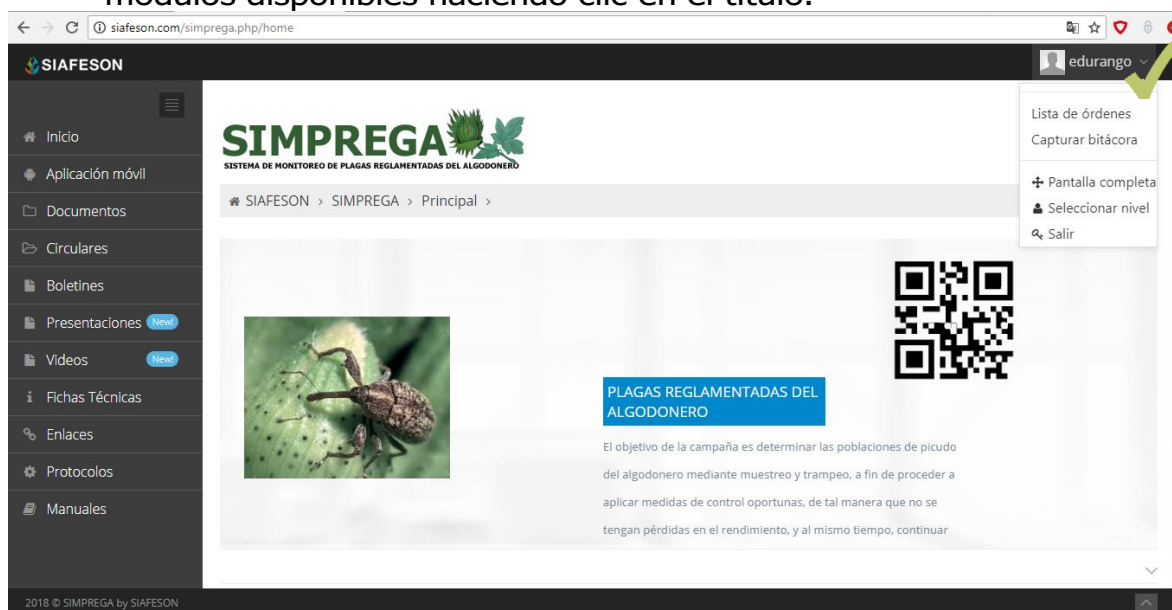 módulos disponibles haciendo clic en el título.
siafeson.com/simprega.php/home
SIAFESON
edurango
Lista de órdenes
Capturar bitácora
Pantalla completa
Seleccionar nivel
Salir
Inicio
Aplicación móvil
Documentos
Circulares
Boletines
Presentaciones New!
Videos New!
Fichas Técnicas
Enlaces
Protocolos
Manuales
SIMPREGA
SISTEMA DE MONITOREO DE PLAGAS REGLAMENTADAS DEL ALGODONERO
SIAFESON > SIMPREGA > Principal >
PLAGAS REGLAMENTADAS DEL
ALGODONERO
El objetivo de la campaña es determinar las poblaciones de picudo
del algodonero mediante muestreo y trampeo, a fin de proceder a
aplicar medidas de control oportunas, de tal manera que no se
tengan pérdidas en el rendimiento, y al mismo tiempo, continuar
2018 © SIMPREGA by SIAFESON